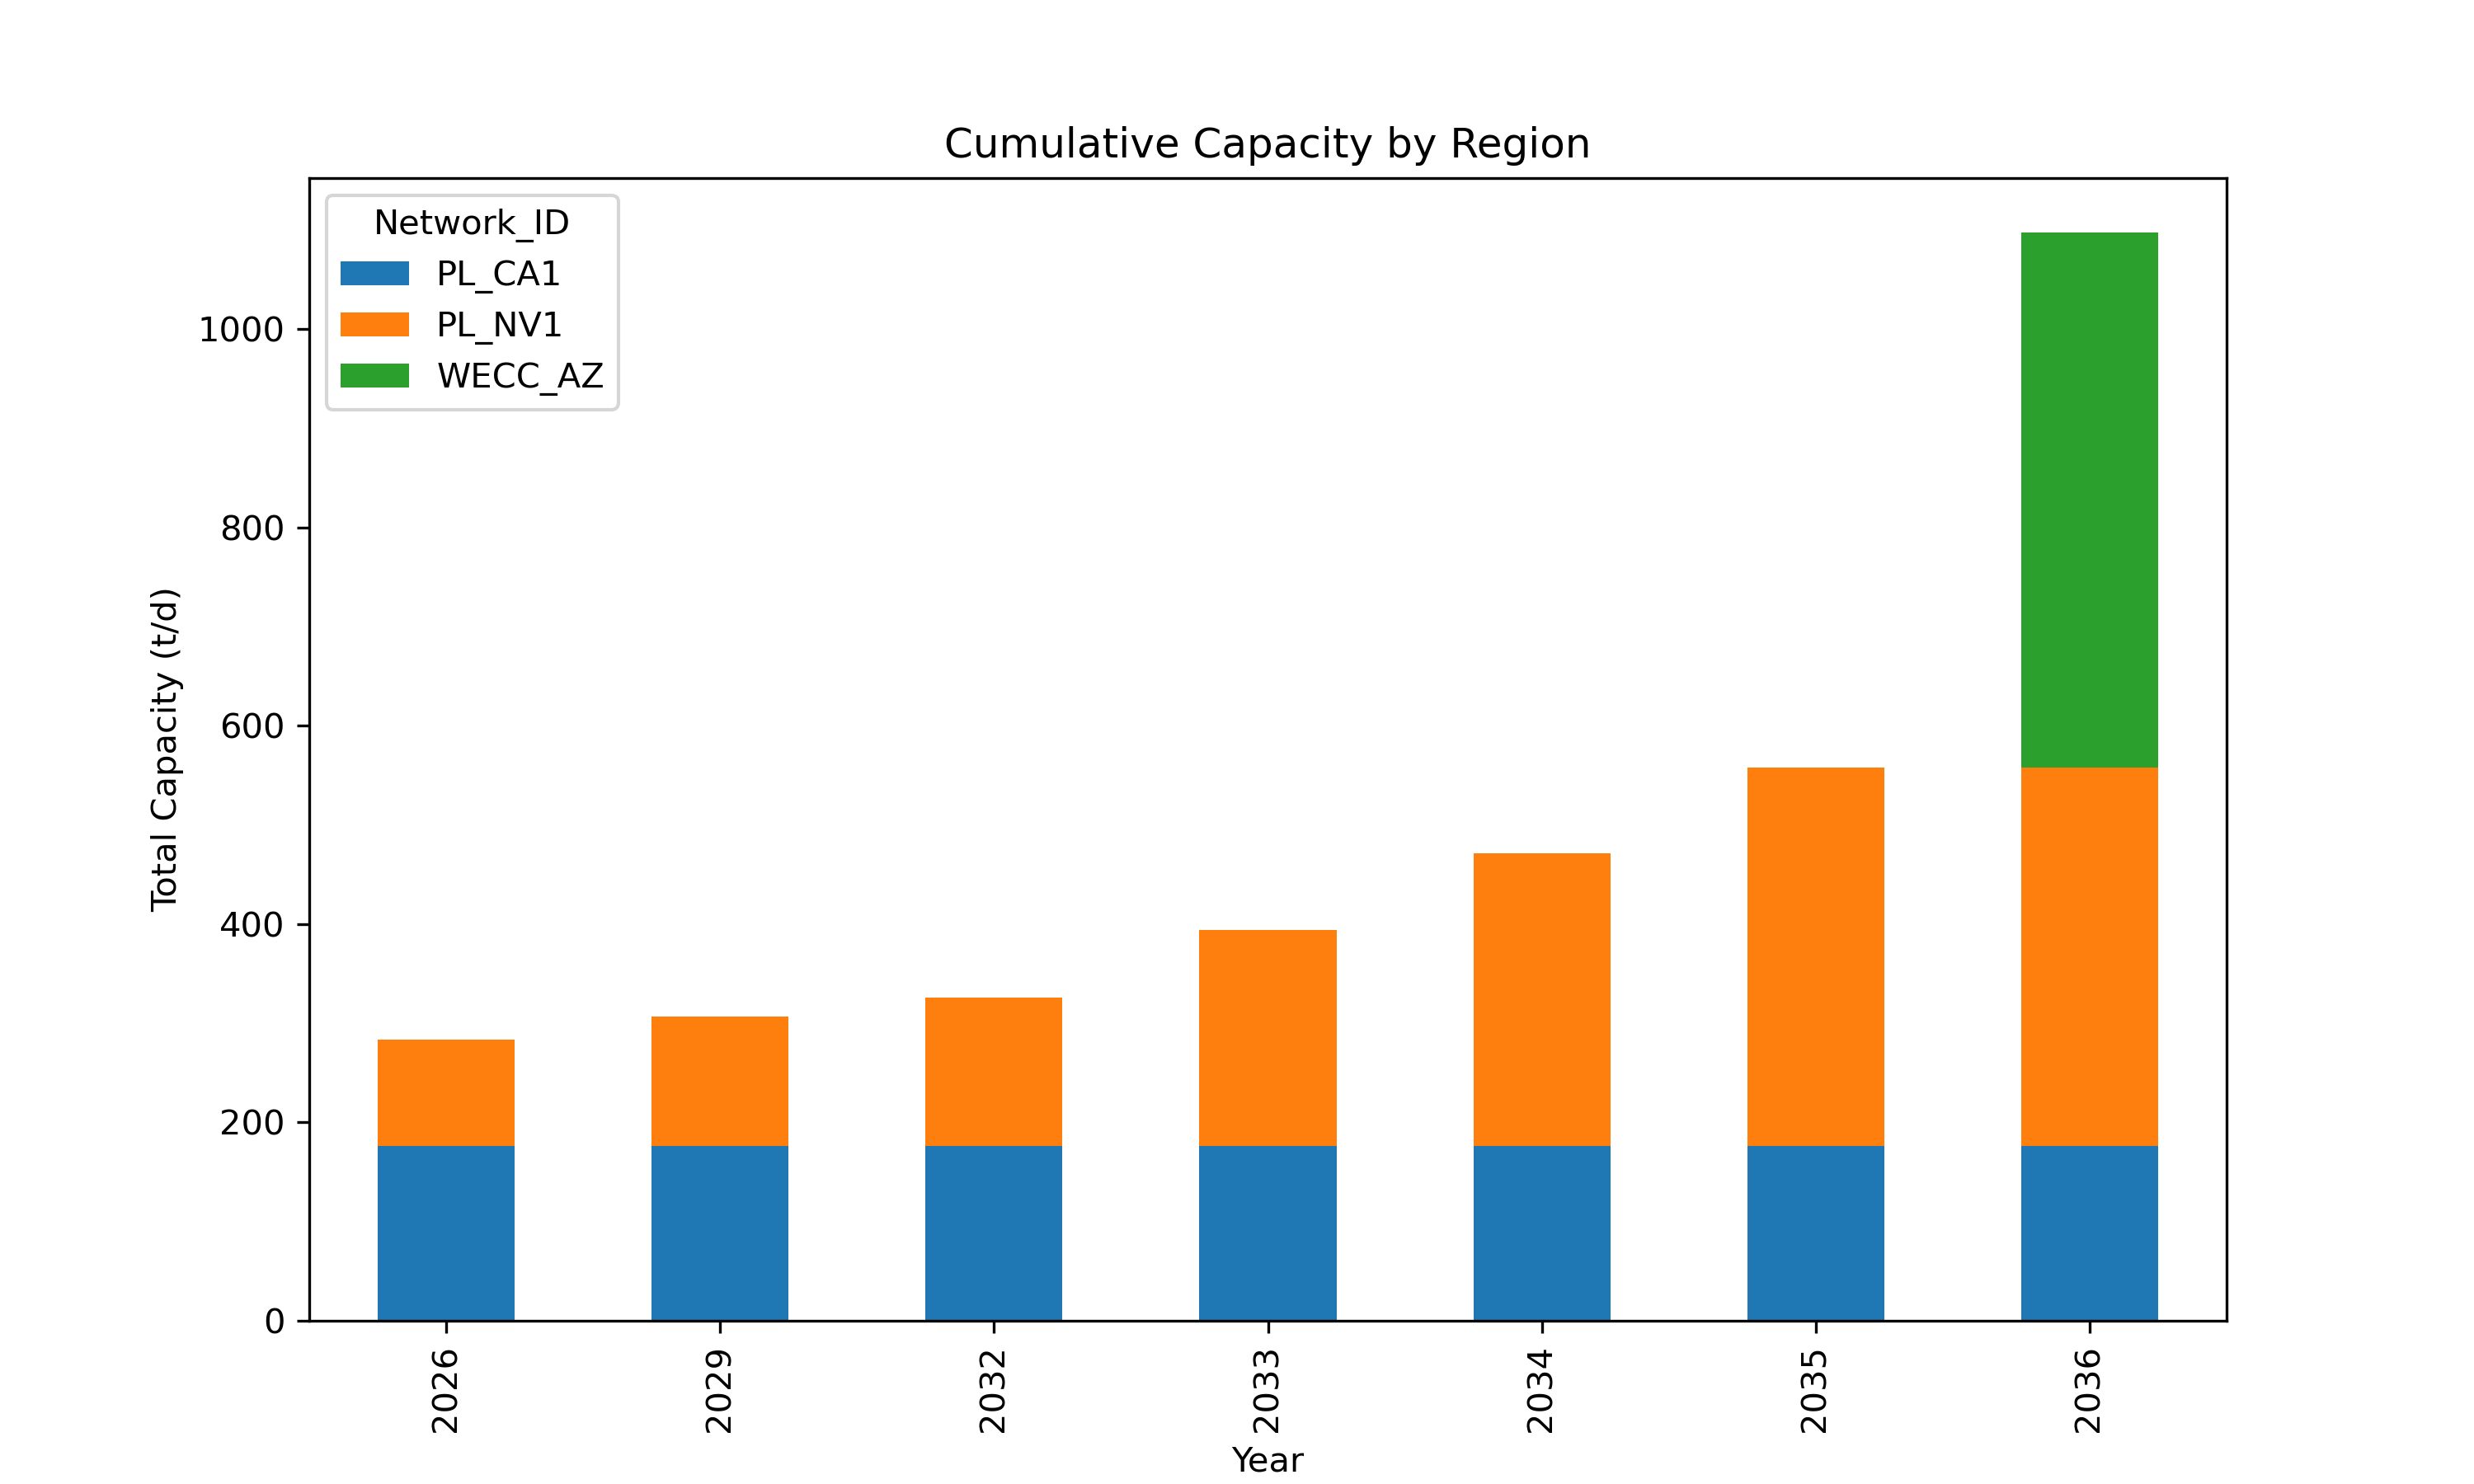 Cumulative Capacity by Region
Network_ID
PL_CA1
PL_NV1
WECC_AZ
Total Capacity (t/d)
1000
800
600
400
200
0
2026
2029
2032
2033
2034
2035
2036
Year